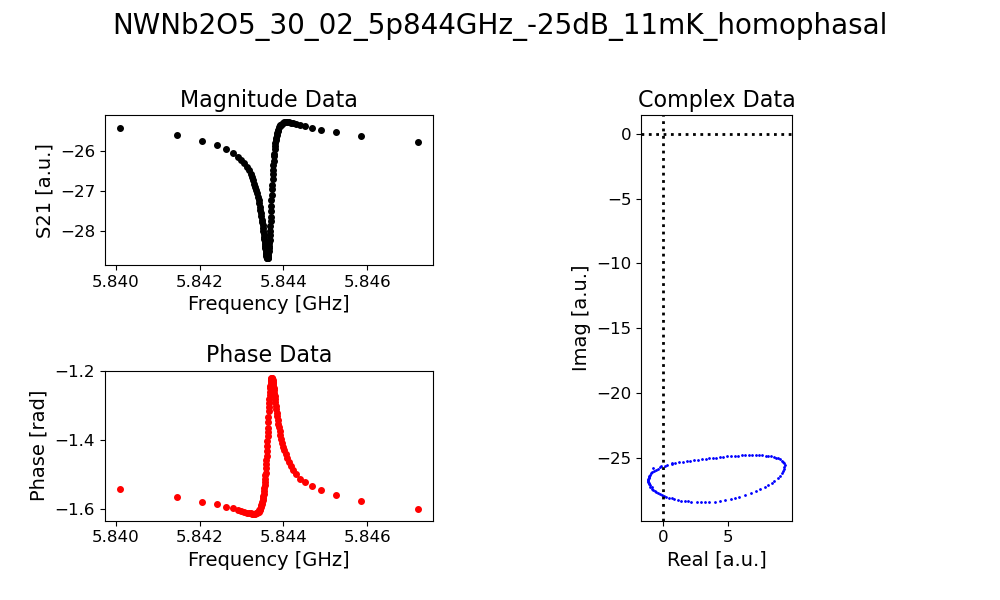 NWNb2O5_30_02_5p844GHz_-25dB_11mK_homophasal
Magnitude Data
S21 [a.u.]
−26
−27
−28
5.840 5.842 5.844 5.846
Frequency [GHz]
Phase Data
Phase [rad]
−1.2
−1.4
−1.6
5.840 5.842 5.844 5.846
Frequency [GHz]
Complex Data
Imag [a.u.]
0
−5
−10
−15
−20
−25
0 5
Real [a.u.]